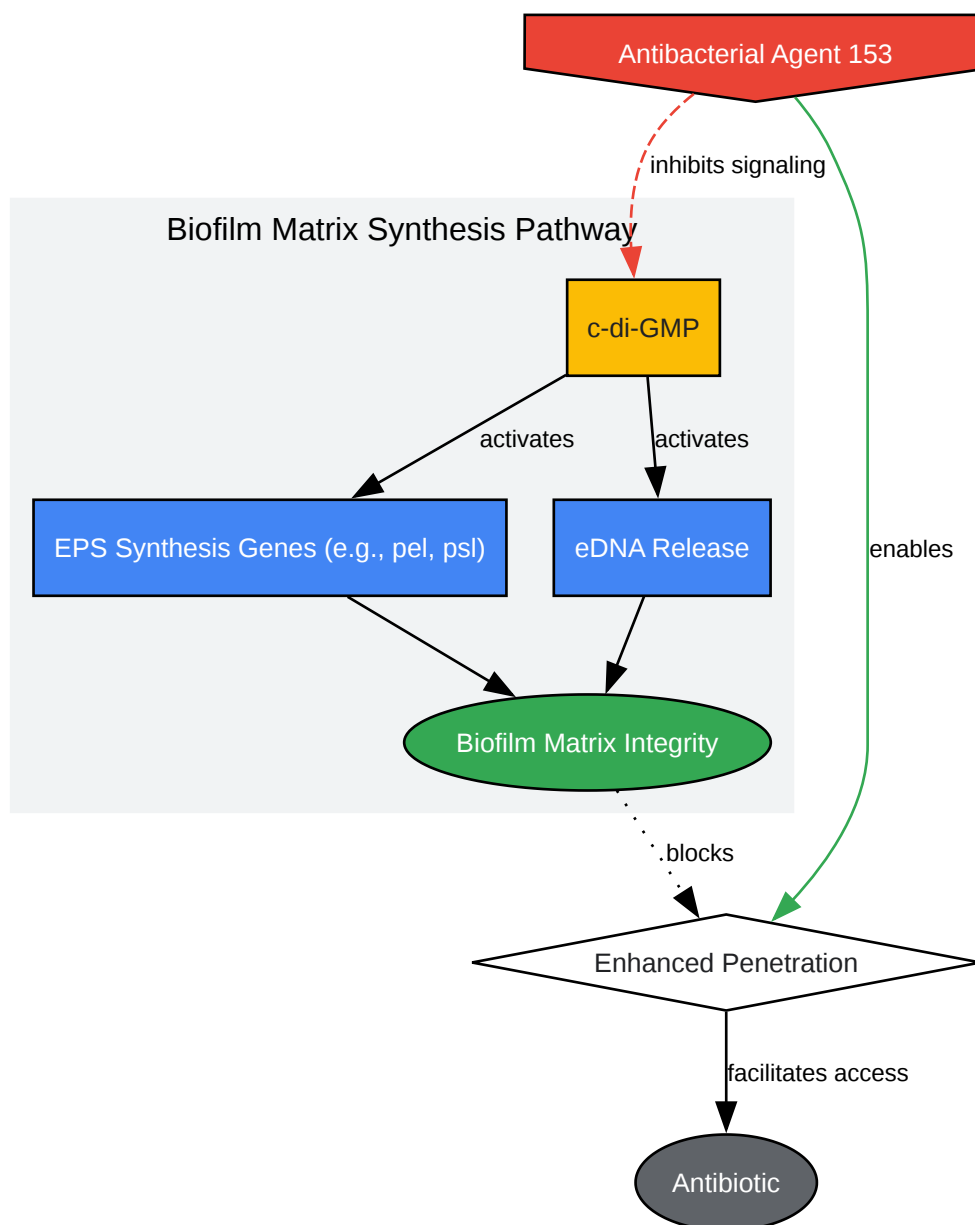 Antibacterial Agent 153
inhibits signaling
Biofilm Matrix Synthesis Pathway
c-di-GMP
activates
activates
EPS Synthesis Genes (e.g., pel, psl)
eDNA Release
enables
Biofilm Matrix Integrity
blocks
Enhanced Penetration
facilitates access
Antibiotic